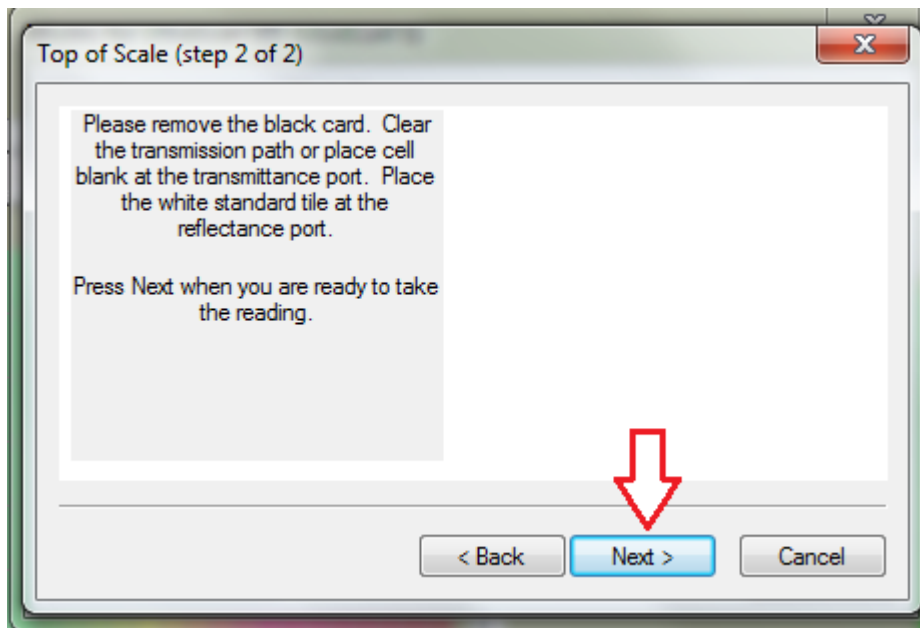 Top of Scale (step 2 of 2)
Please remove the black card. Clear
the transmission path or place cell
blank at the transmittance port. Place
the white standard tile at the
reflectance port.
Press Next when you are ready to take
the reading.
< Back
Next >
Cancel